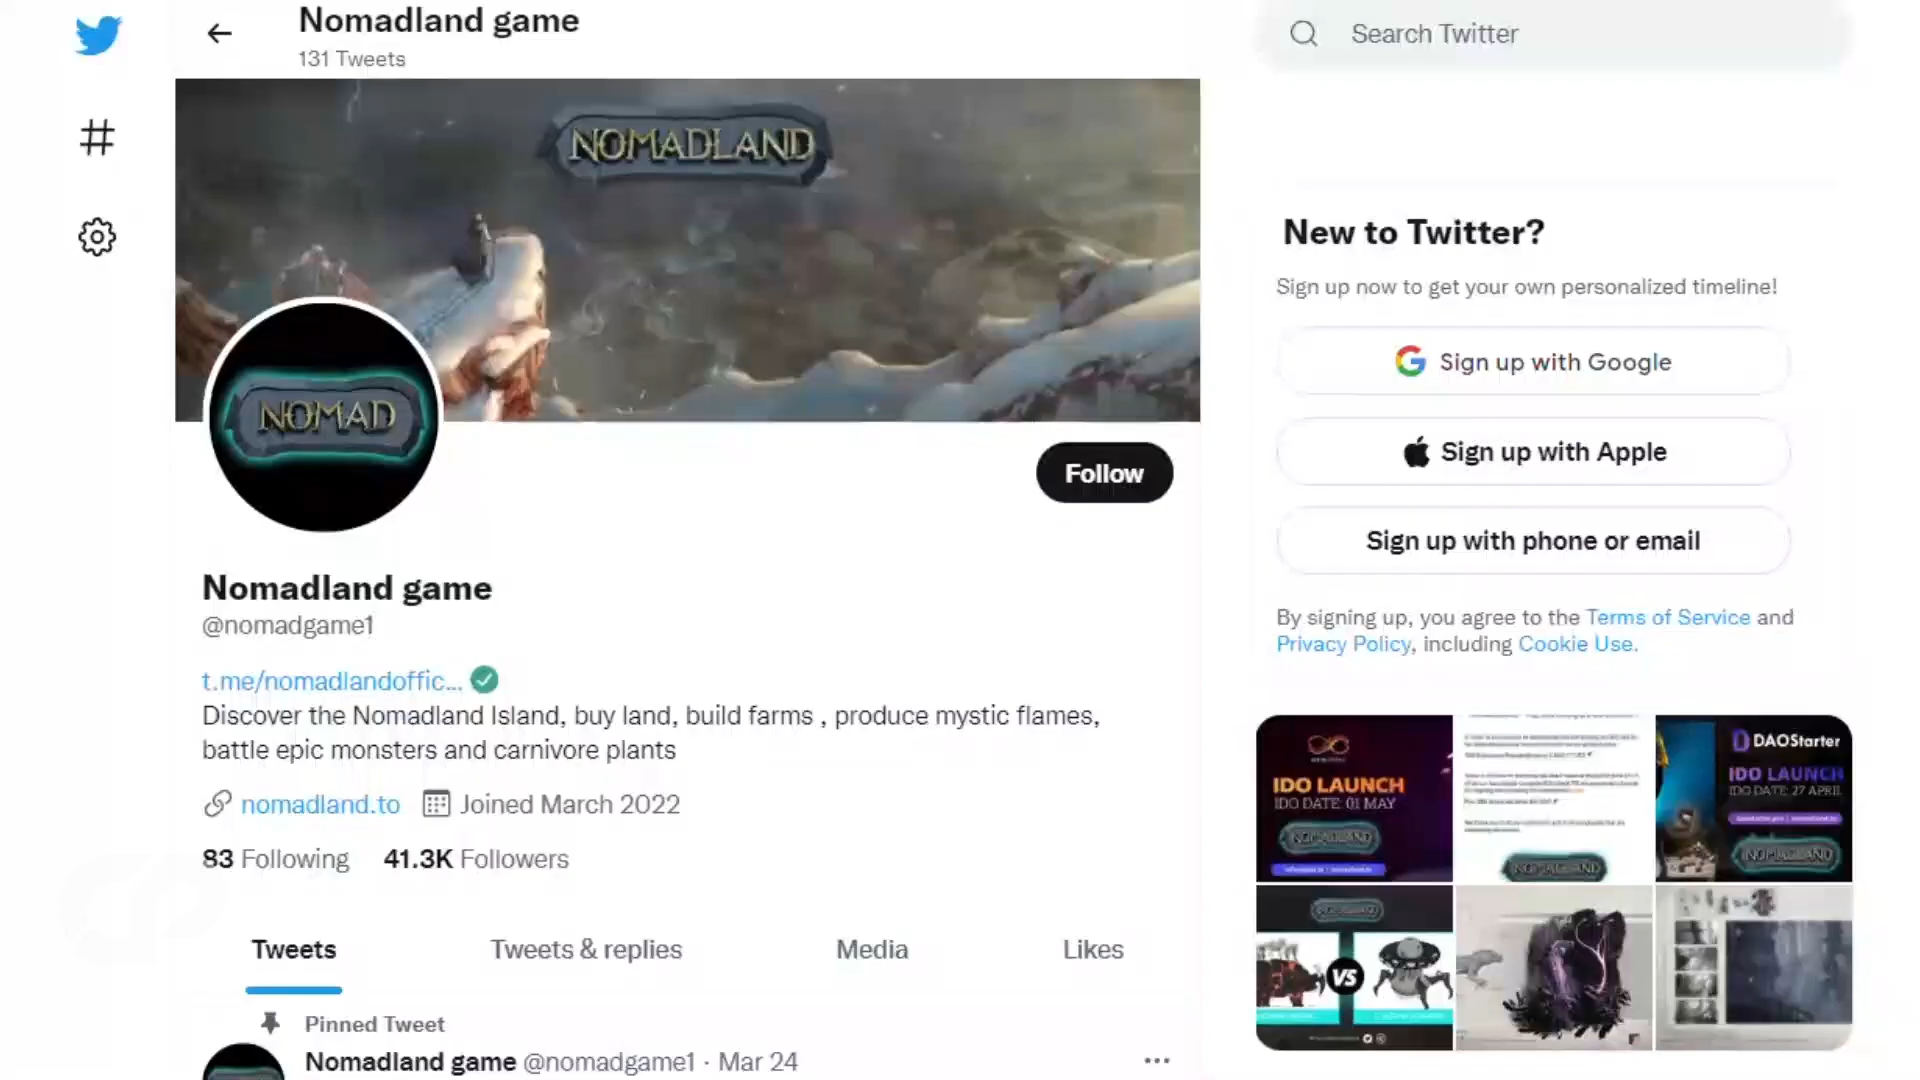 Nomadland game
131 Tweets
NOMADLAND
NOMAD
Follow
Nomadland game
@nomadgame1
t.me/nomadlandoffic...
Discover the Nomadland Island, buy land, build farms , produce mystic flames,
battle epic monsters and carnivore plants
nomadland.to Joined March 2022
83 Following 41.3K Followers
Tweets Tweets & replies Media Likes
Pinned Tweet
Nomadland game @nomadgame1 · Mar 24
Search Twitter
New to Twitter?
Sign up now to get your own personalized timeline!
Sign up with Google
Sign up with Apple
Sign up with phone or email
By signing up, you agree to the Terms of Service and
Privacy Policy, including Cookie Use.
IDO LAUNCH
IDO DATE: 01 MAY
NOMADLAND
NOMADLAND
DAOStarter
IDO LAUNCH
IDO DATE: 27 APRIL
NOMADLAND
VS